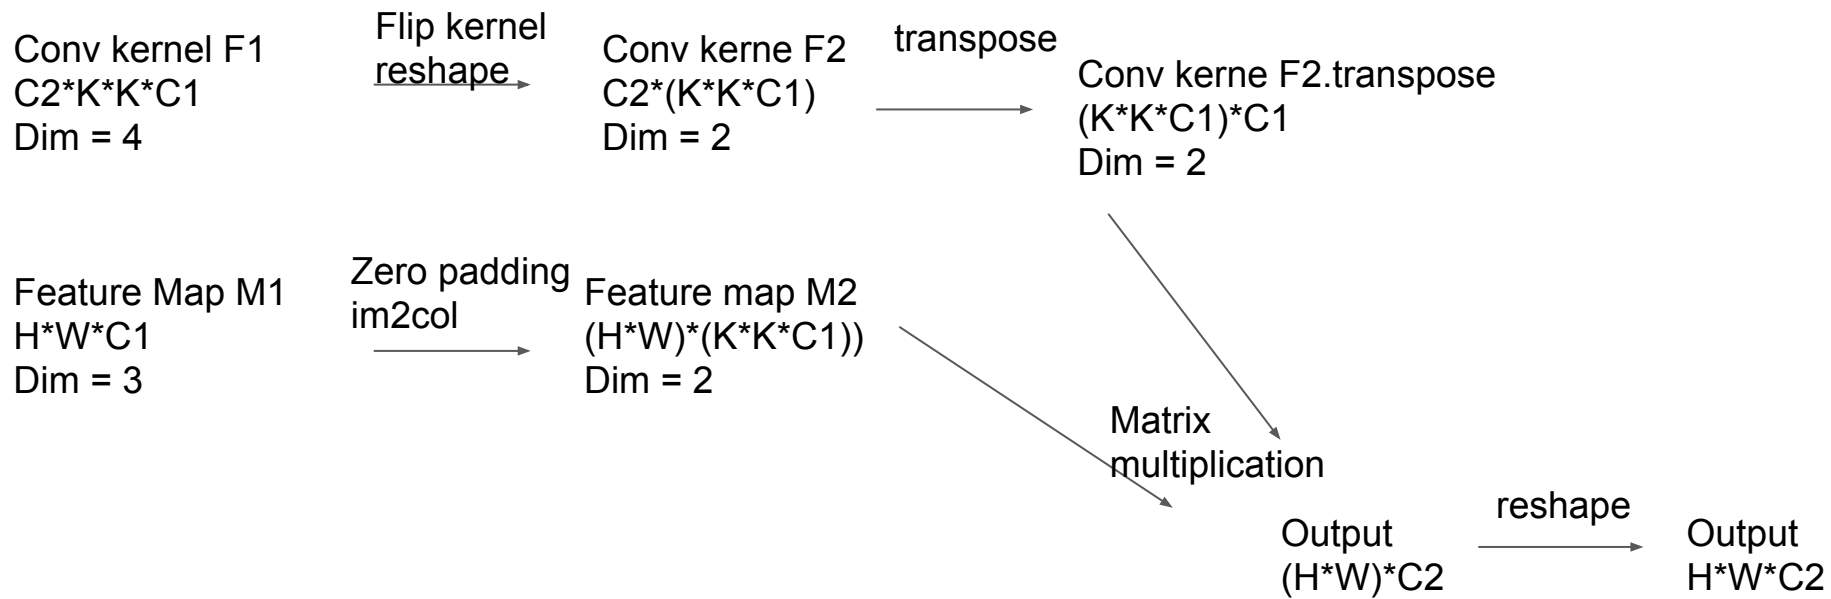 Conv kernel F1
C2*K*K*C1
Dim = 4
Flip kernel
reshape
Conv kerne F2
C2*(K*K*C1)
Dim = 2
transpose
Conv kerne F2.transpose
(K*K*C1)*C1
Dim = 2
Feature Map M1
H*W*C1
Dim = 3
Zero padding
im2col
Feature map M2
(H*W)*(K*K*C1))
Dim = 2
Matrix
multiplication
Output
(H*W)*C2
reshape
Output
H*W*C2